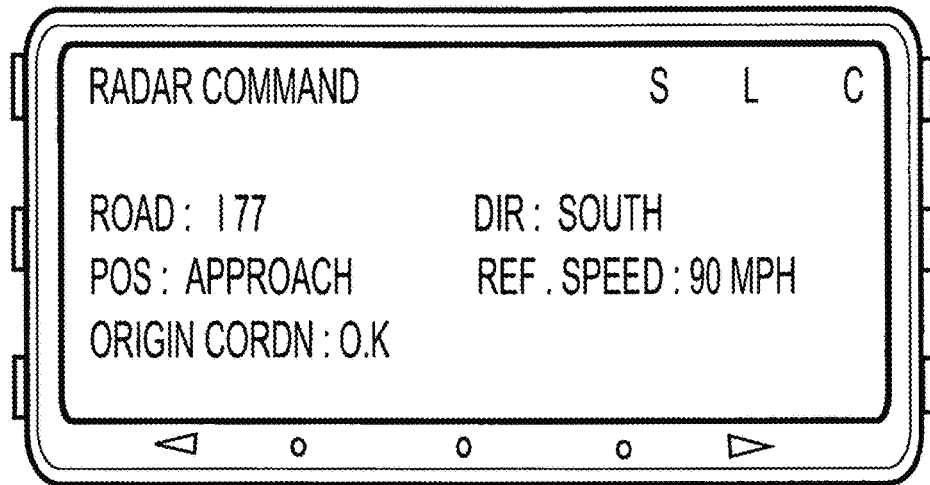 RADAR COMMAND S L C
ROAD : I 77 DIR : SOUTH
POS : APPROACH REF . SPEED : 90 MPH
ORIGIN CORDN : O.K